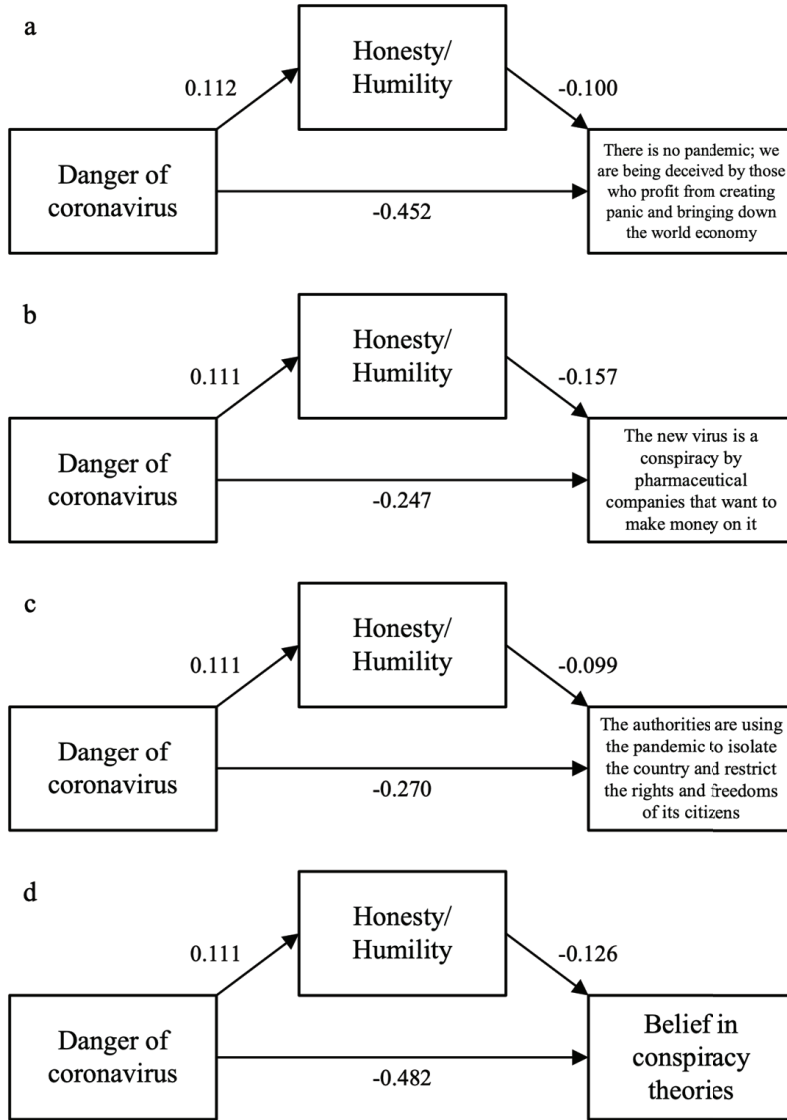 a
Honesty/
Humility
0.112
-0.100
Danger of
coronavirus
-0.452
There is no pandemic; we
are being deceived by those
who profit from creating
panic and bringing down
the world economy
b
Honesty/
Humility
0.111
-0.157
Danger of
coronavirus
-0.247
The new virus is a
conspiracy by
pharmaceutical
companies that want to
make money on it
c
Honesty/
Humility
0.111
-0.099
Danger of
coronavirus
-0.270
The authorities are using
the pandemic to isolate
the country and restrict
the rights and freedoms
of its citizens
d
Honesty/
Humility
0.111
-0.126
Danger of
coronavirus
-0.482
Belief in
conspiracy
theories